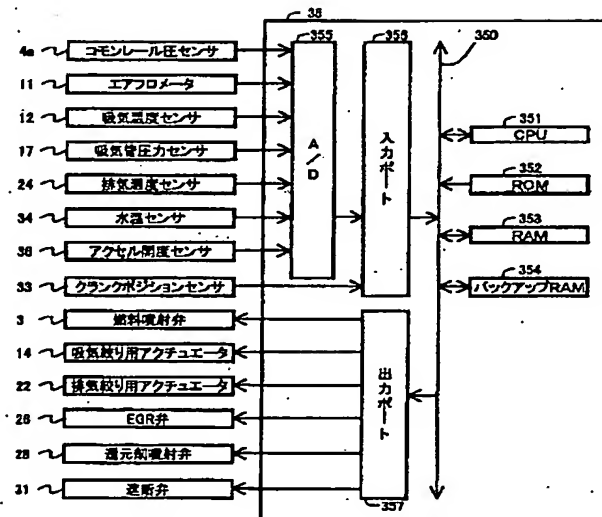 35
4a コモンレール圧センサ
11 エアフロメータ
12 吸気温度センサ
17 吸気管圧力センサ
24 排気温度センサ
34 水温センサ
36 アクセル開度センサ
33 クランクポジションセンサ
3 燃料噴射弁
14 吸気絞り用アクチュエータ
22 排気絞り用アクチュエータ
26 EGR弁
28 還元剤噴射弁
31 遮断弁
355
A/D
356
入力ポート
出力ポート
357
350
351
CPU
352
ROM
353
RAM
354
バックアップRAM